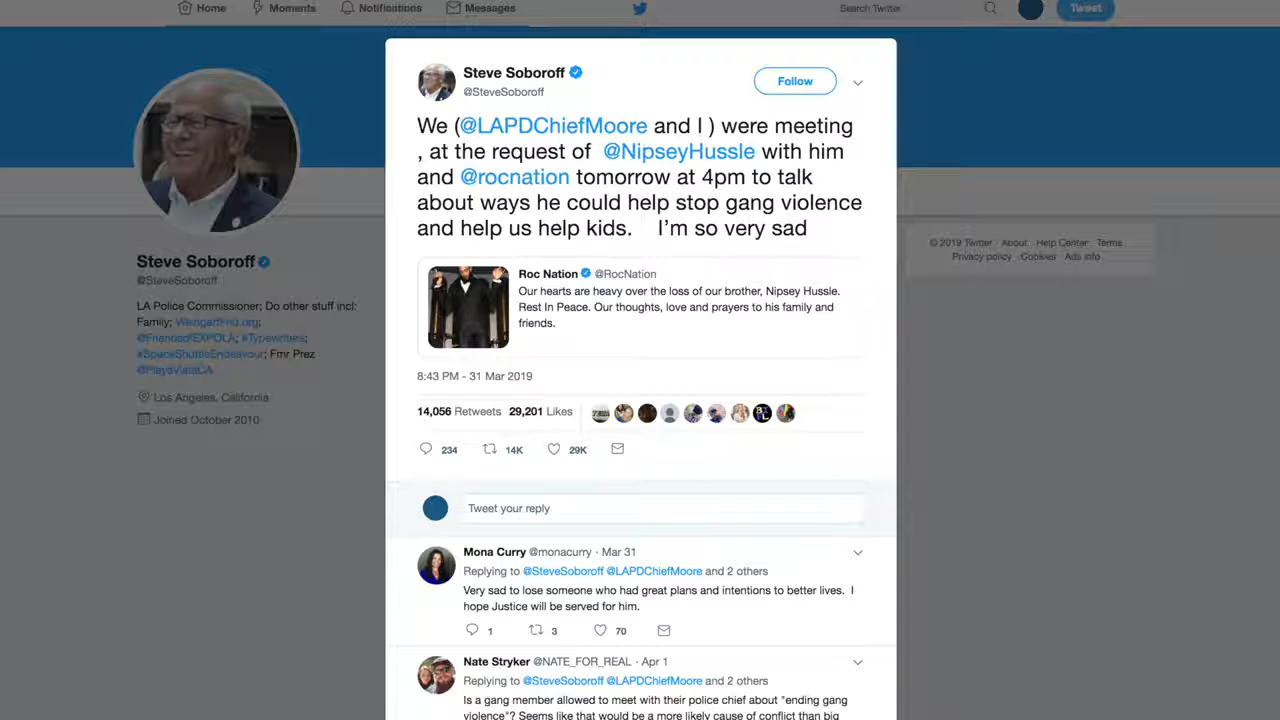 Home Moments Notifications Messages Search Twitter Tweet
Steve Soboroff
@SteveSoboroff
LA Police Commissioner; Do other stuff incl:
Family; WeingartFnd.org;
@FriendsofEXPOLA; #Typewriters;
#SpaceShuttleEndeavour; Fmr Prez
@PlayaVistaCA
Los Angeles, California
Joined October 2010
Steve Soboroff
@SteveSoboroff
Follow
We (@LAPDChiefMoore and I ) were meeting
, at the request of @NipseyHussle with him
and @rocnation tomorrow at 4pm to talk
about ways he could help stop gang violence
and help us help kids. I'm so very sad
Roc Nation @RocNation
Our hearts are heavy over the loss of our brother, Nipsey Hussle.
Rest In Peace. Our thoughts, love and prayers to his family and
friends.
8:43 PM - 31 Mar 2019
14,056 Retweets 29,201 Likes
234 14K 29K
Tweet your reply
Mona Curry @monacurry · Mar 31
Replying to @SteveSoboroff @LAPDChiefMoore and 2 others
Very sad to lose someone who had great plans and intentions to better lives. I
hope Justice will be served for him.
1 3 70
Nate Stryker @NATE_FOR_REAL · Apr 1
Replying to @SteveSoboroff @LAPDChiefMoore and 2 others
Is a gang member allowed to meet with their police chief about "ending gang
violence"? Seems like that would be a more likely cause of conflict than big
© 2019 Twitter About Help Center Terms
Privacy policy Cookies Ads info